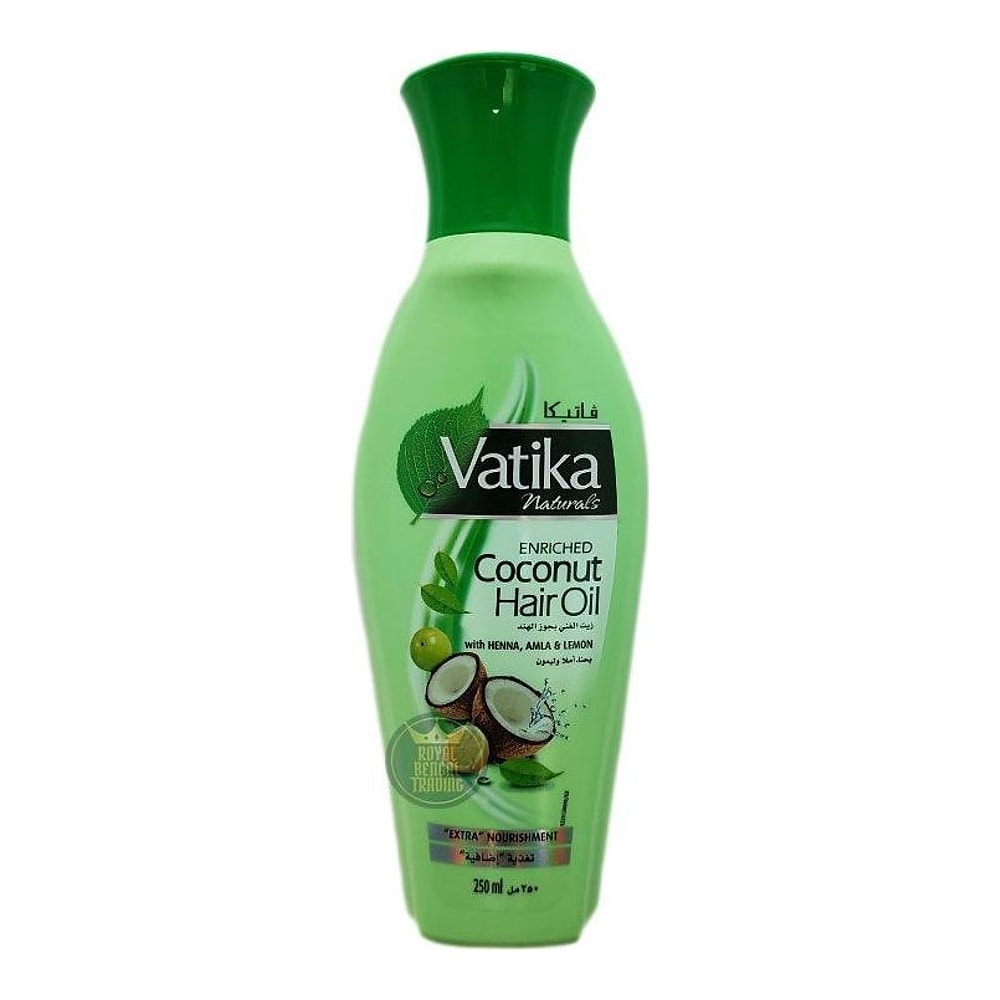 فاتيكا
Vatika
Naturals
ENRICHED
Coconut
Hair Oil
زيت الغني بجوز الهند
with HENNA, AMLA & LEMON
بحناء أملا وليمون
ROYAL
BENGAL
TRADING
"EXTRA" NOURISHMENT
تغذية "إضافية"
250 ml ٢٥٠ مل